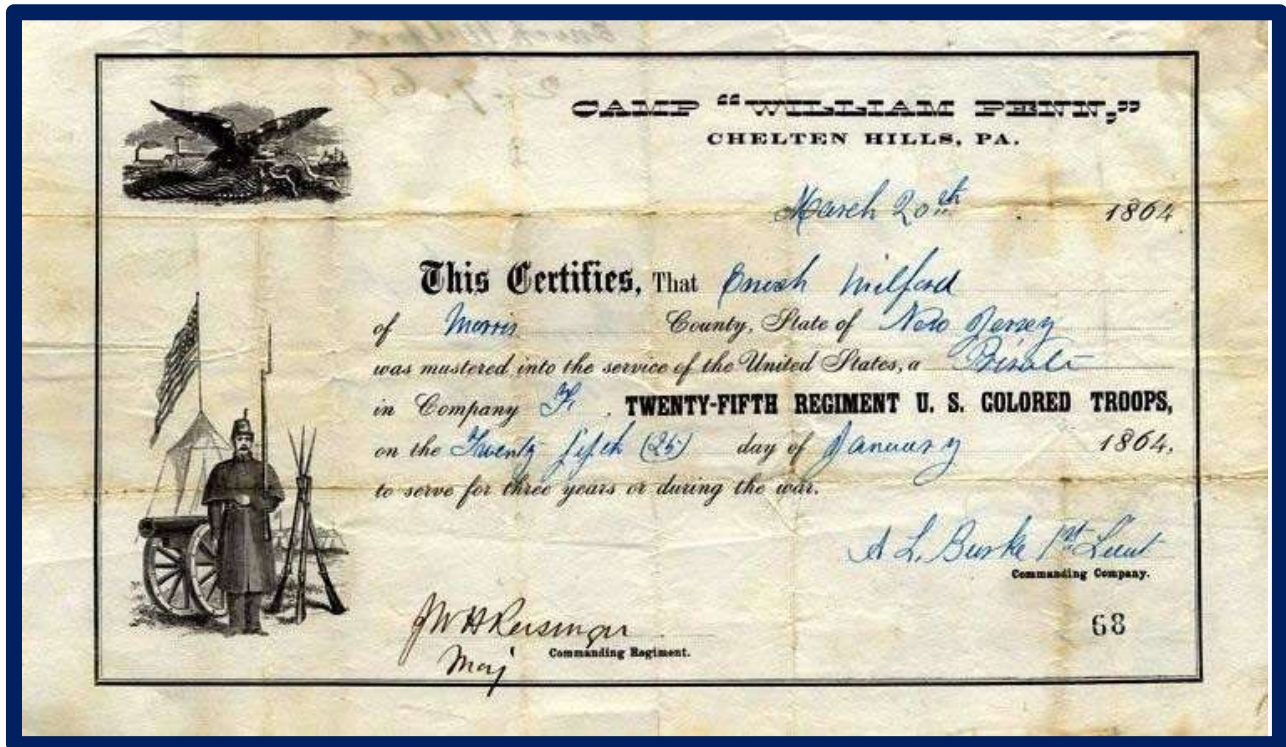 CAMP “WILLIAM PENN,”
CHELTEN HILLS, PA.
March 20th 1864
This Certifies, That Enoch Milford
of Morris County, State of New Jersey
was mustered into the service of the United States, a Private
in Company , TWENTY-FIFTH REGIMENT U. S. COLORED TROOPS,
on the Twenty fifth (25) day of January 1864,
to serve for three years or during the war.
A L. Burke 1st Lieut
Commanding Company.
68
JWH Reisinger
Maj Commanding Regiment.